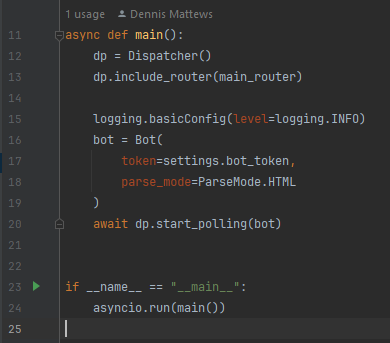 1 usage Dennis Mattews
11 async def main():
12     dp = Dispatcher()
13     dp.include_router(main_router)
14
15     logging.basicConfig(level=logging.INFO)
16     bot = Bot(
17         token=settings.bot_token,
18         parse_mode=ParseMode.HTML
19     )
20     await dp.start_polling(bot)
21
22
23 if __name__ == "__main__":
24     asyncio.run(main())
25